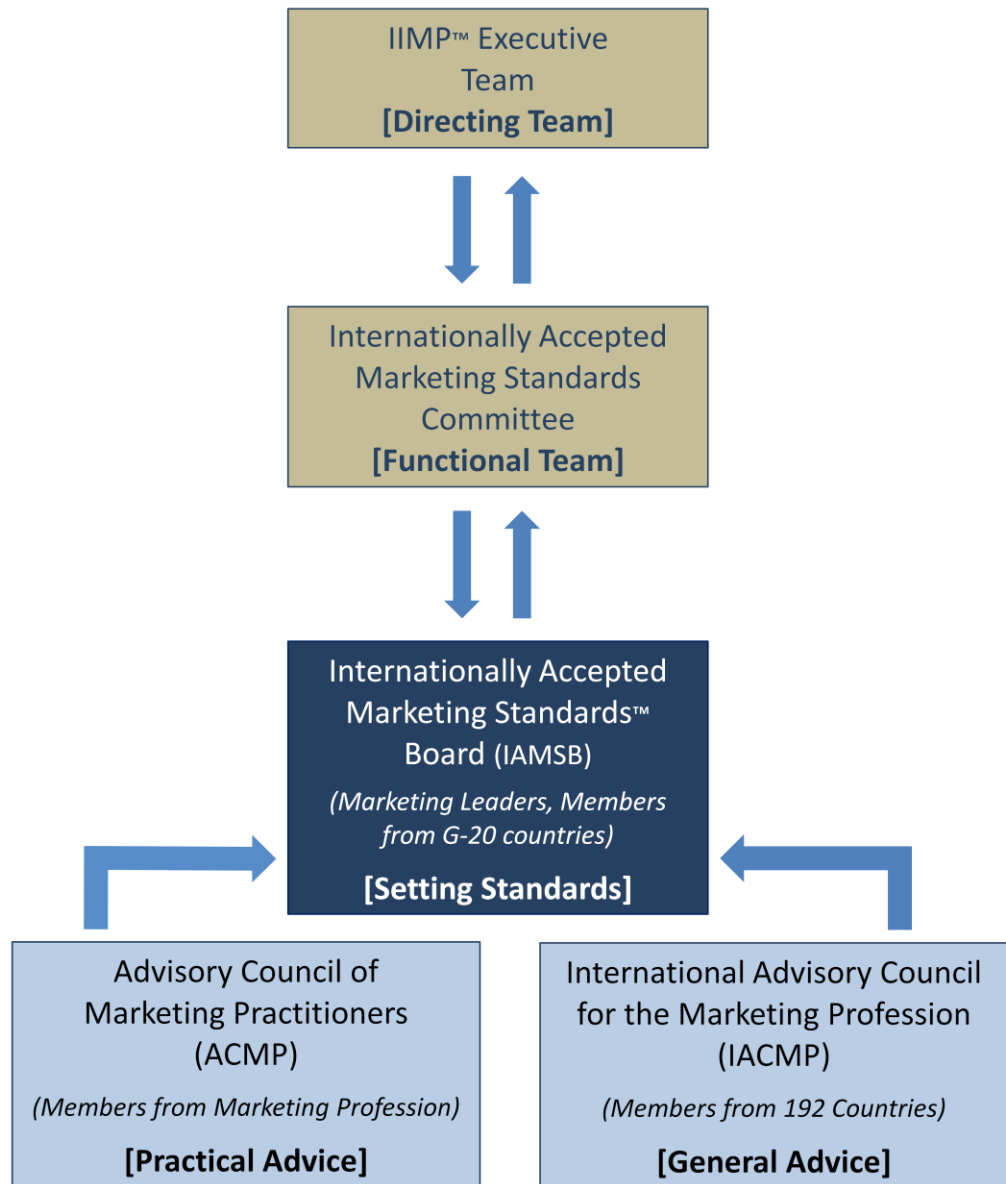 IIMP™ Executive
Team
[Directing Team]
Internationally Accepted
Marketing Standards
Committee
[Functional Team]
Internationally Accepted
Marketing Standards™
Board (IAMSB)
(Marketing Leaders, Members
from G-20 countries)
[Setting Standards]
Advisory Council of
Marketing Practitioners
(ACMP)
(Members from Marketing Profession)
[Practical Advice]
International Advisory Council
for the Marketing Profession
(IACMP)
(Members from 192 Countries)
[General Advice]